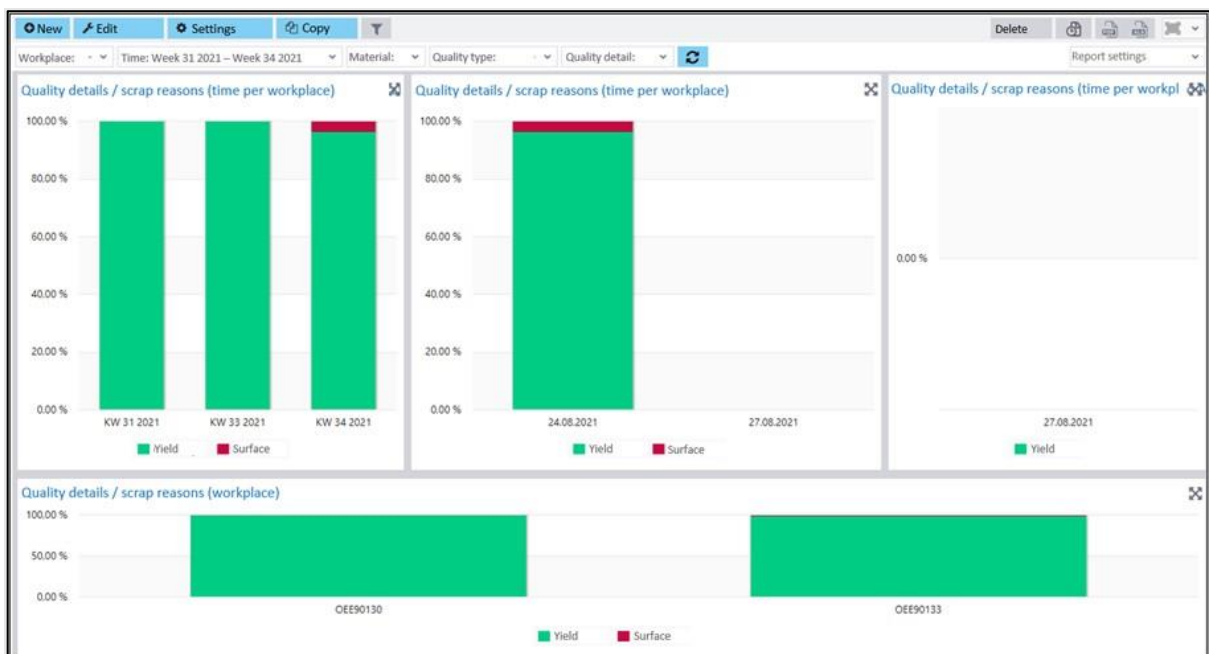 New Edit Settings Copy Delete
Workplace: - Time: Week 31 2021 – Week 34 2021 Material: Quality type: - Quality detail: Report settings
Quality details / scrap reasons (time per workplace)
100.00 %
80.00 %
60.00 %
40.00 %
20.00 %
0.00 %
KW 31 2021 KW 33 2021 KW 34 2021
Yield Surface
Quality details / scrap reasons (time per workplace)
100.00 %
80.00 %
60.00 %
40.00 %
20.00 %
0.00 %
24.08.2021 27.08.2021
Yield Surface
Quality details / scrap reasons (time per workpl
0.00 %
27.08.2021
Yield
Quality details / scrap reasons (workplace)
100.00 %
50.00 %
0.00 %
OEE90130 OEE90133
Yield Surface